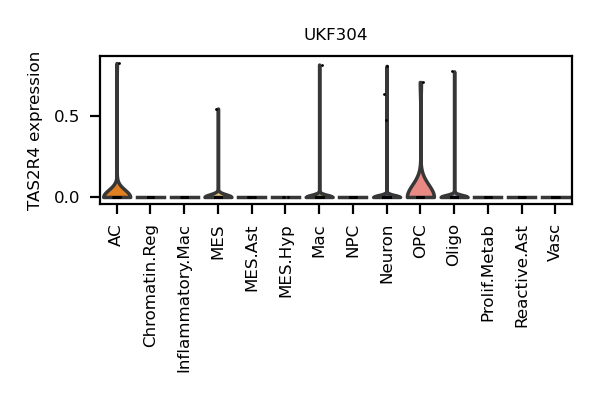 UKF304
TAS2R4 expression
0.5
0.0
AC
Chromatin.Reg
Inflammatory.Mac
MES
MES.Ast
MES.Hyp
Mac
NPC
Neuron
OPC
Oligo
Prolif.Metab
Reactive.Ast
Vasc